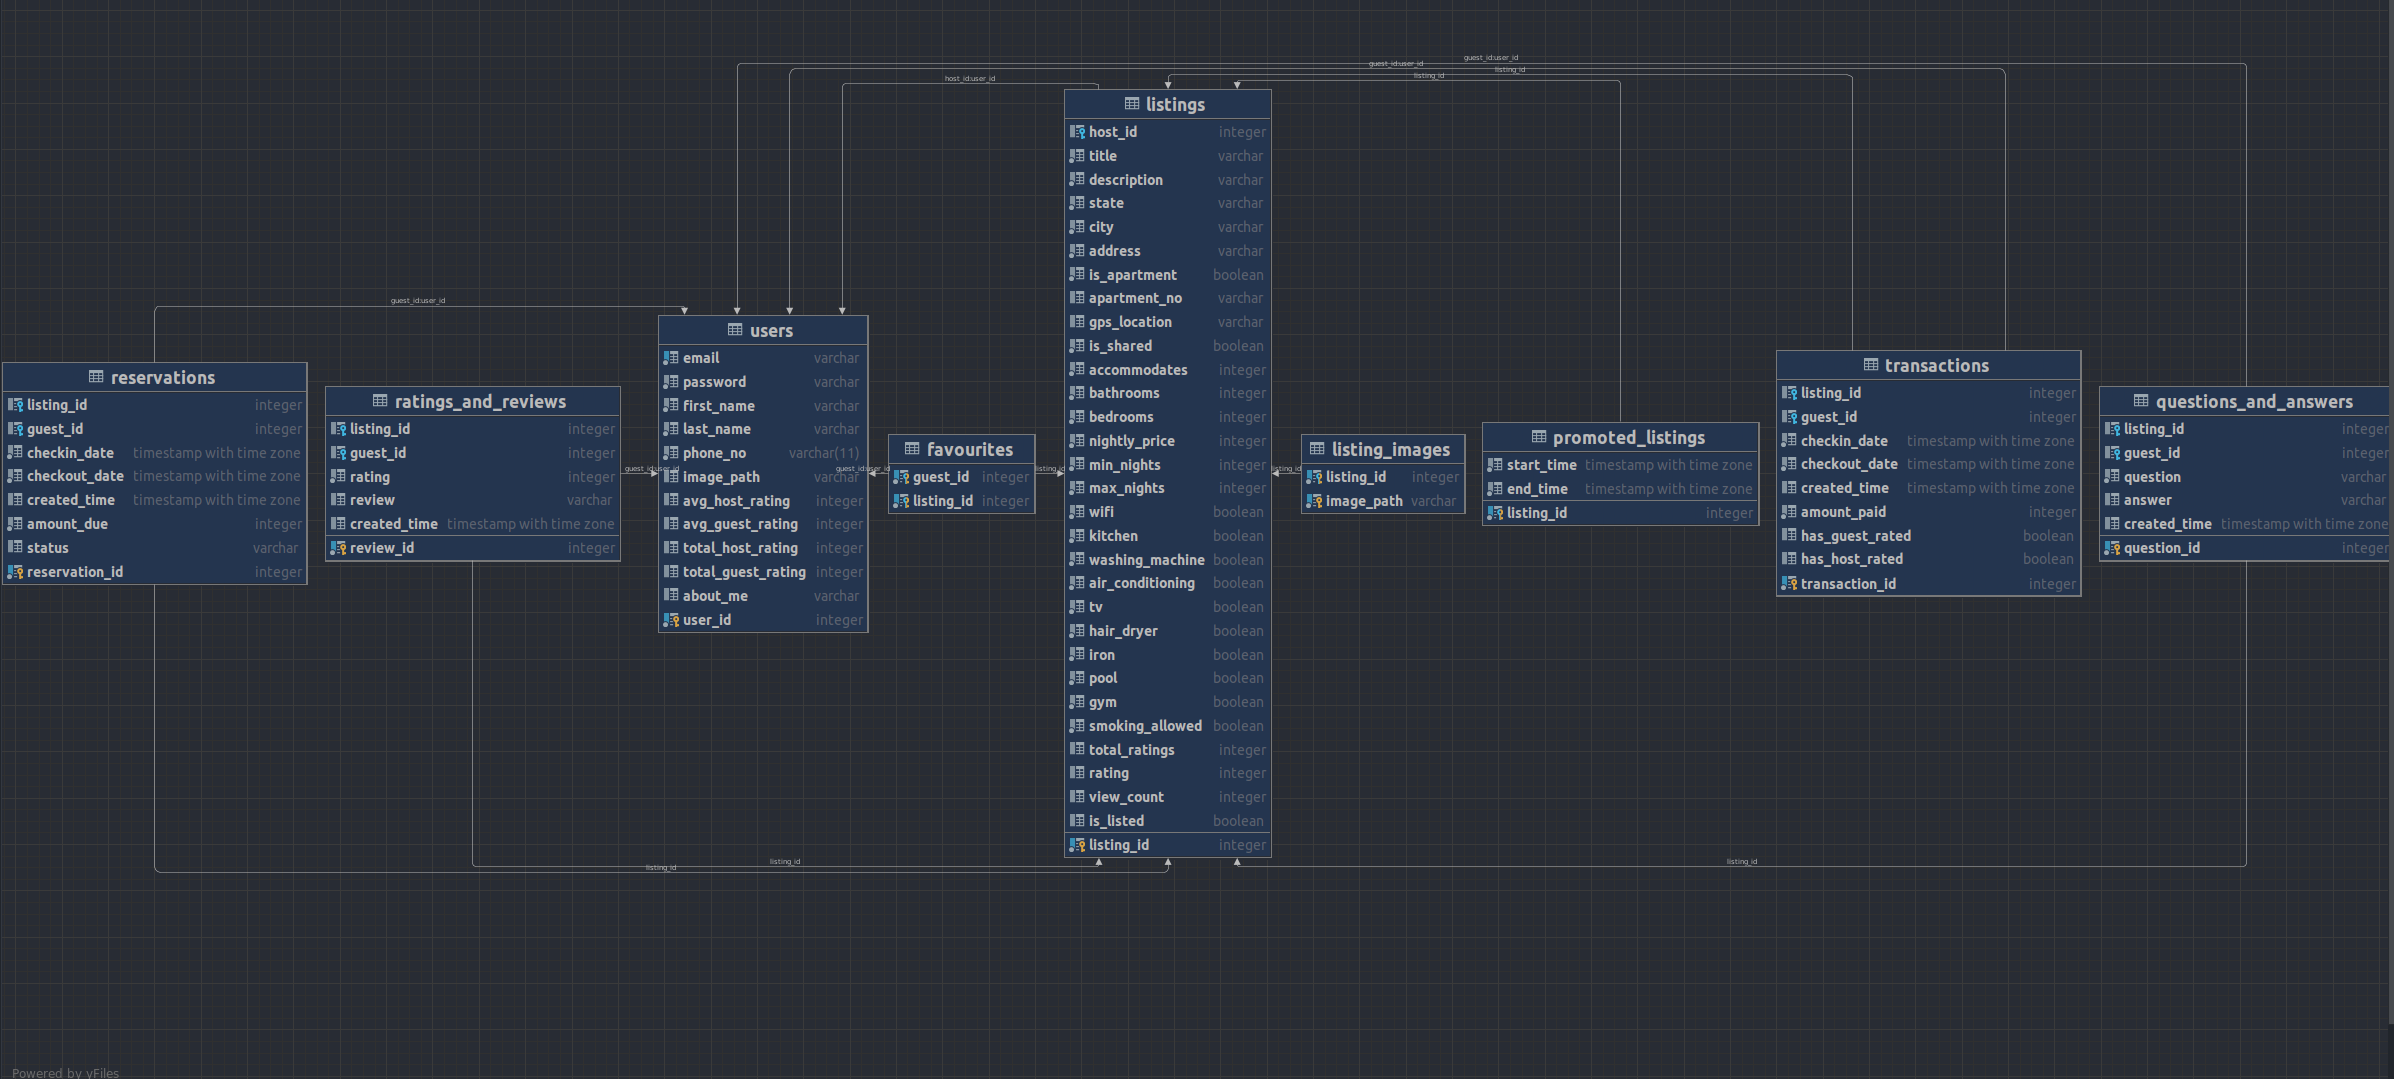 guest_id:user_id
guest_id:user_id
listing_id
listing_id
host_id:user_id
guest_id:user_id
reservations
listing_id integer
guest_id integer
checkin_date timestamp with time zone
checkout_date timestamp with time zone
created_time timestamp with time zone
amount_due integer
status varchar
reservation_id integer
ratings_and_reviews
listing_id integer
guest_id integer
rating integer
review varchar
created_time timestamp with time zone
review_id integer
guest_id:user_id
users
email varchar
password varchar
first_name varchar
last_name varchar
phone_no varchar(11)
image_path varchar
avg_host_rating integer
avg_guest_rating integer
total_host_rating integer
total_guest_rating integer
about_me varchar
user_id integer
guest_id:user_id
favourites
guest_id integer
listing_id integer
listing_id
listings
host_id integer
title varchar
description varchar
state varchar
city varchar
address varchar
is_apartment boolean
apartment_no varchar
gps_location varchar
is_shared boolean
accommodates integer
bathrooms integer
bedrooms integer
nightly_price integer
min_nights integer
max_nights integer
wifi boolean
kitchen boolean
washing_machine boolean
air_conditioning boolean
tv boolean
hair_dryer boolean
iron boolean
pool boolean
gym boolean
smoking_allowed boolean
total_ratings integer
rating integer
view_count integer
is_listed boolean
listing_id integer
listing_id
listing_images
listing_id integer
image_path varchar
promoted_listings
start_time timestamp with time zone
end_time timestamp with time zone
listing_id integer
transactions
listing_id integer
guest_id integer
checkin_date timestamp with time zone
checkout_date timestamp with time zone
created_time timestamp with time zone
amount_paid integer
has_guest_rated boolean
has_host_rated boolean
transaction_id integer
questions_and_answers
listing_id integer
guest_id integer
question varchar
answer varchar
created_time timestamp with time zone
question_id integer
listing_id
listing_id
listing_id
Powered by yFiles